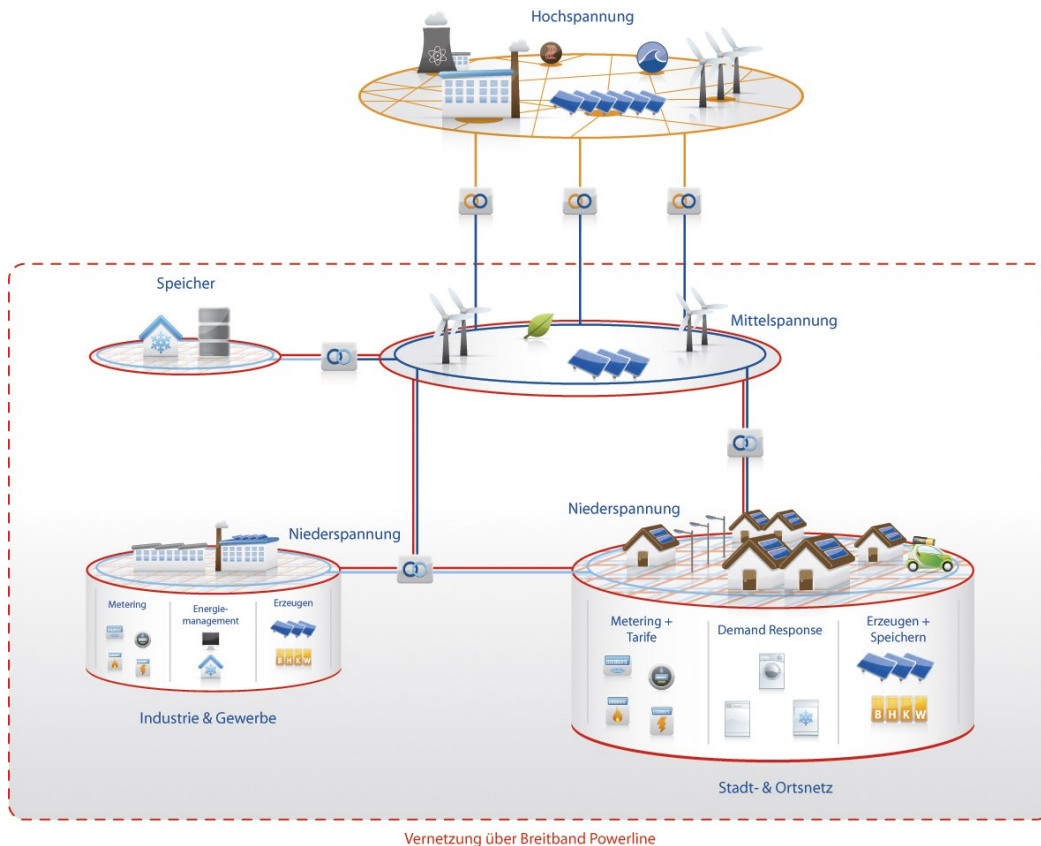 Hochspannung
Speicher
Mittelspannung
Niederspannung
Niederspannung
Metering
Energie-
management
Erzeugen
BHKW
Industrie & Gewerbe
Metering +
Tarife
Demand Response
Erzeugen +
Speichern
BHKW
Stadt- & Ortsnetz
Vernetzung über Breitband Powerline